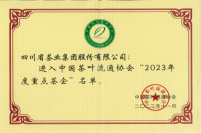 四川省茶业集团股份有限公司：
进入中国茶叶流通协会“2023年
度重点茶企”名单。